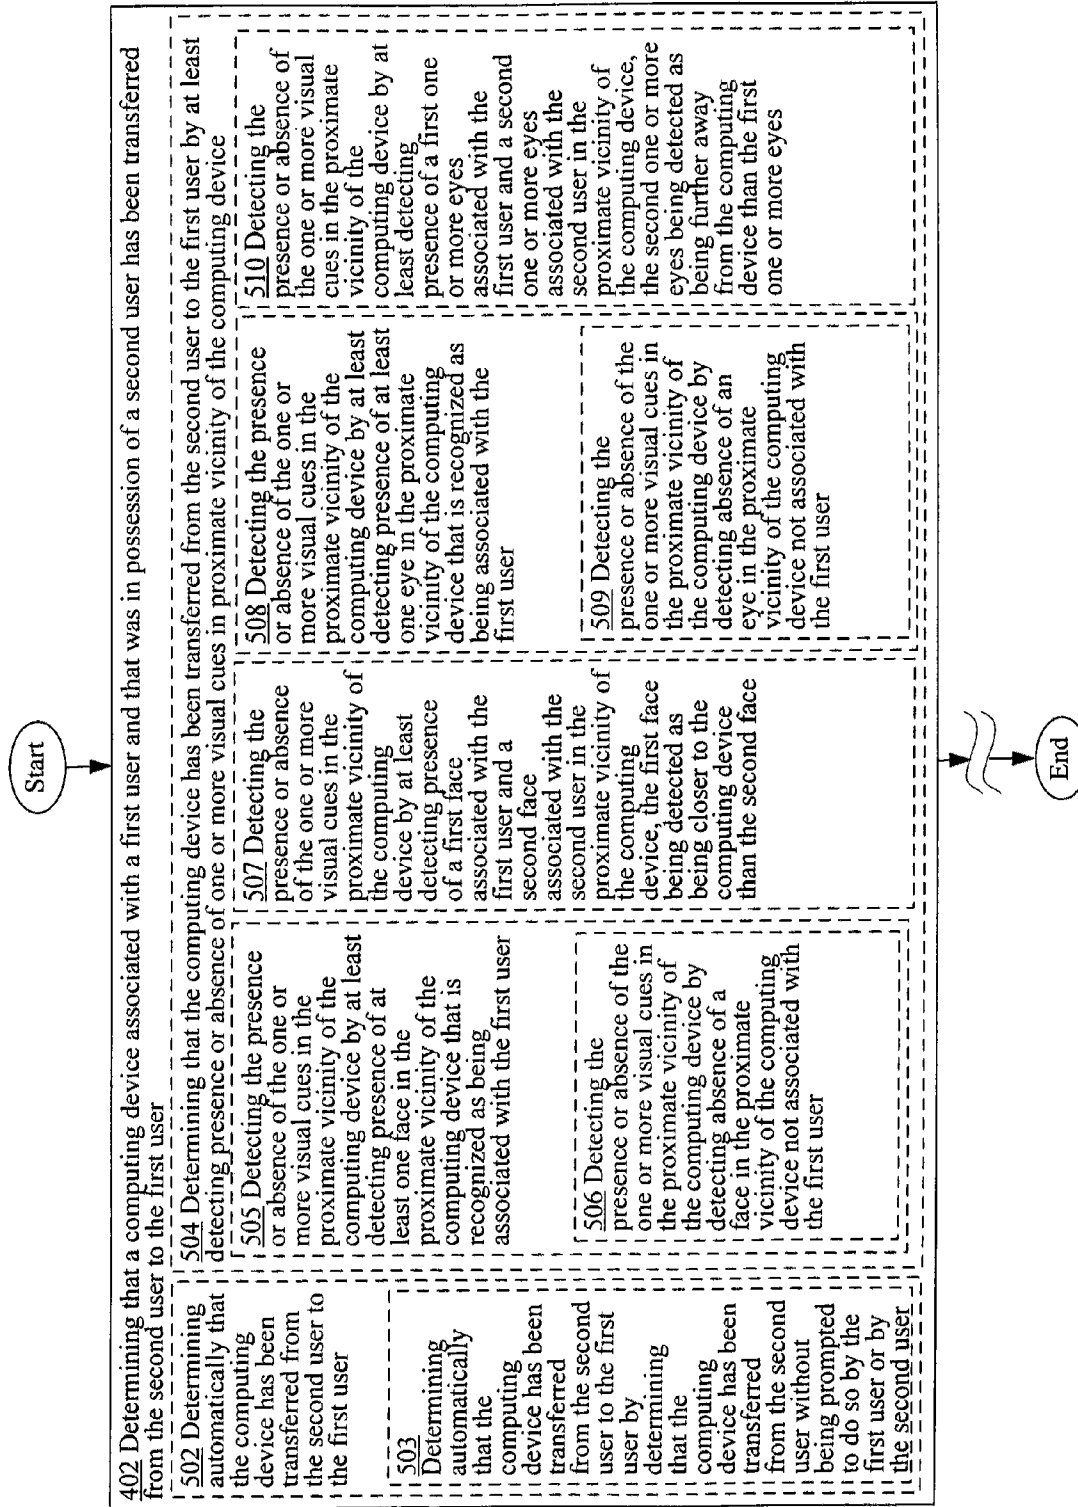 Start
402 Determining that a computing device associated with a first user and that was in possession of a second user has been transferred
from the second user to the first user
502 Determining
automatically that
the computing
device has been
transferred from
the second user to
the first user
503
Determining
automatically
that the
computing
device has been
transferred
from the second
user to the first
user by
determining
that the
computing
device has been
transferred
from the second
user without
being prompted
to do so by the
first user or by
the second user
504 Determining that the computing device has been transferred from the second user to the first user by at least
detecting presence or absence of one or more visual cues in proximate vicinity of the computing device
505 Detecting the presence
or absence of the one or
more visual cues in the
proximate vicinity of the
computing device by at least
detecting presence of at
least one face in the
proximate vicinity of the
computing device that is
recognized as being
associated with the first user
506 Detecting the
presence or absence of the
one or more visual cues in
the proximate vicinity of
the computing device by
detecting absence of a
face in the proximate
vicinity of the computing
device not associated with
the first user
507 Detecting the
presence or absence
of the one or more
visual cues in the
proximate vicinity of
the computing
device by at least
detecting presence
of a first face
associated with the
first user and a
second face
associated with the
second user in the
proximate vicinity of
the computing
device, the first face
being detected as
being closer to the
computing device
than the second face
508 Detecting the presence
or absence of the one or
more visual cues in the
proximate vicinity of the
computing device by at least
detecting presence of at least
one eye in the proximate
vicinity of the computing
device that is recognized as
being associated with the
first user
509 Detecting the
presence or absence of the
one or more visual cues in
the proximate vicinity of
the computing device by
detecting absence of an
eye in the proximate
vicinity of the computing
device not associated with
the first user
510 Detecting the
presence or absence of
the one or more visual
cues in the proximate
vicinity of the
computing device by at
least detecting
presence of a first one
or more eyes
associated with the
first user and a second
one or more eyes
associated with the
second user in the
proximate vicinity of
the computing device,
the second one or more
eyes being detected as
being further away
from the computing
device than the first
one or more eyes
End